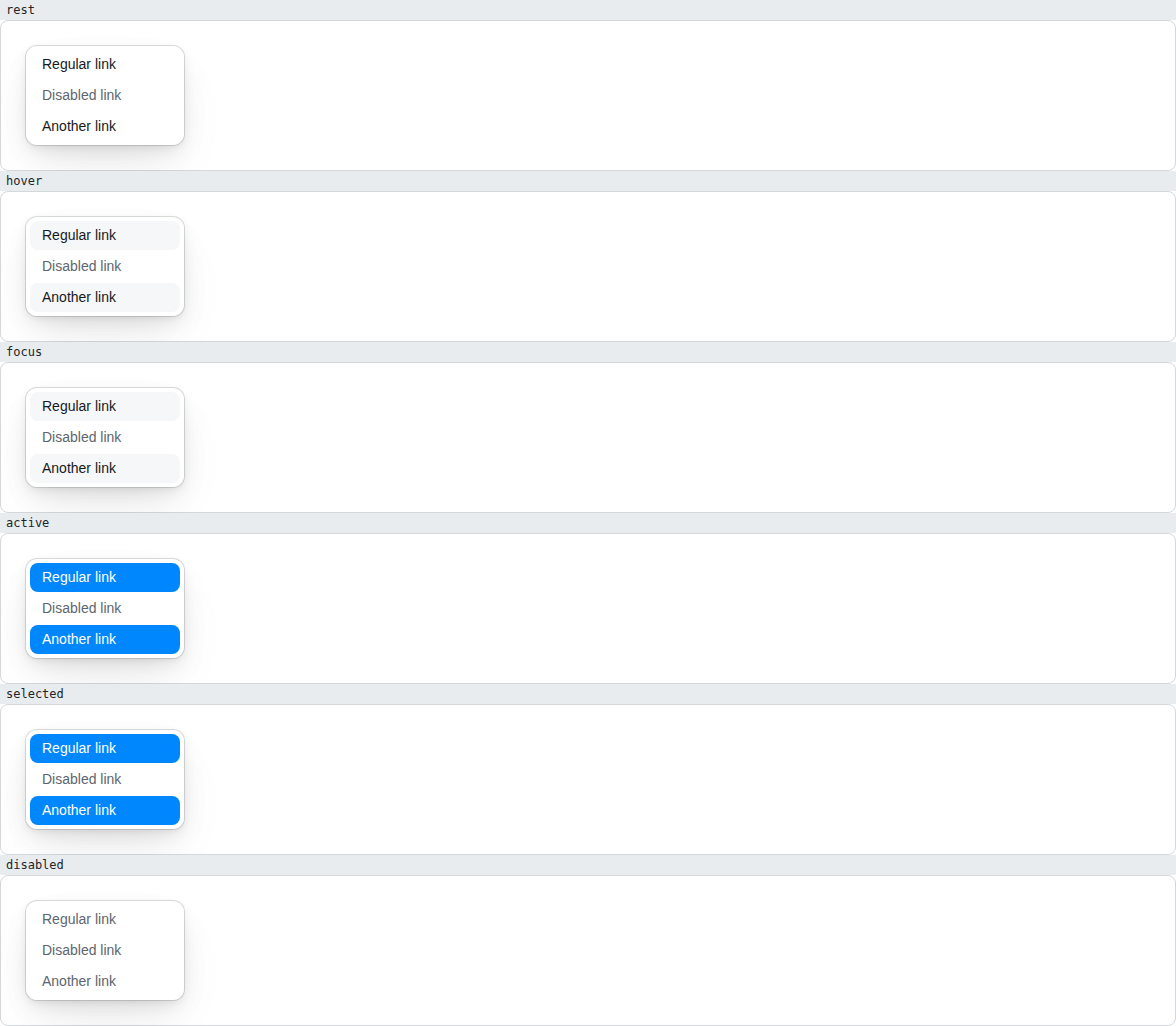 rest
Regular link
Disabled link
Another link
hover
Regular link
Disabled link
Another link
focus
Regular link
Disabled link
Another link
active
Regular link
Disabled link
Another link
selected
Regular link
Disabled link
Another link
disabled
Regular link
Disabled link
Another link